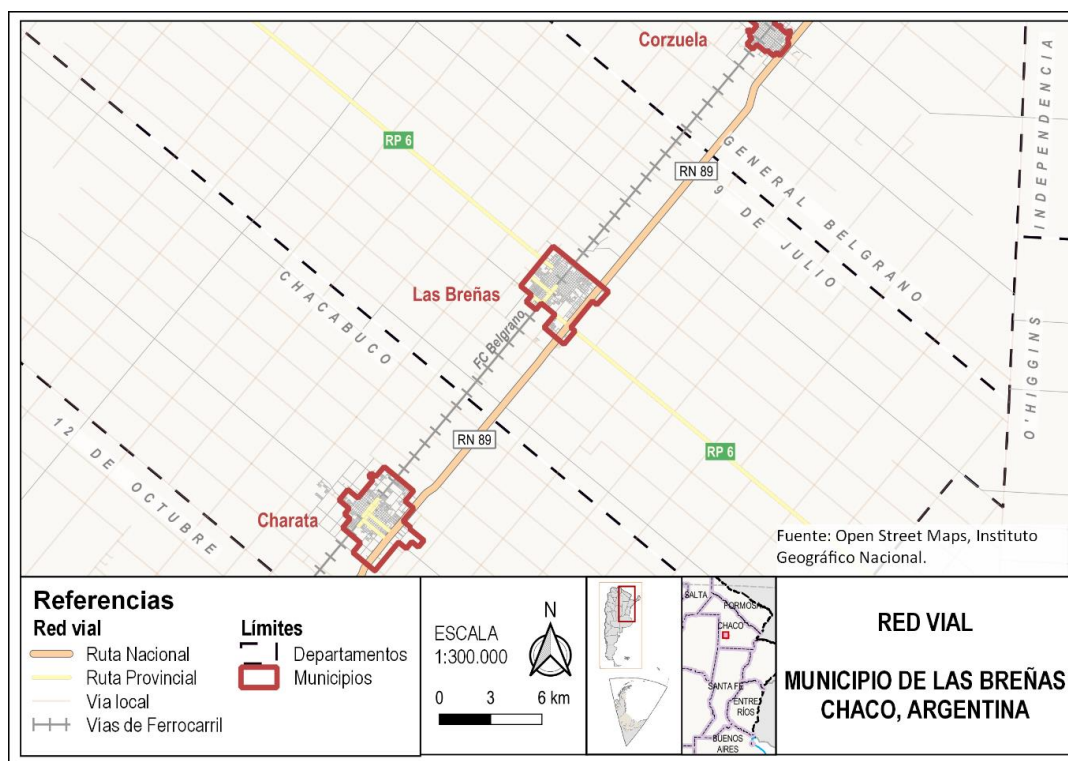 Corzuela
INDEPENDENCIA
RP 6
GENERAL BELGRANO
RN 89
9 DE JULIO
CHACABUCO
Las Breñas
FC Belgrano
O'HIGGINS
12 DE OCTUBRE
RN 89
RP 6
Charata
Fuente: Open Street Maps, Instituto
Geográfico Nacional.
Referencias
Red vial
Ruta Nacional
Ruta Provincial
Via local
Vias de Ferrocarril
Límites
Departamentos
Municipios
ESCALA
1:300.000
0 3 6 km
N
SALTA
FORMOSA
CHACO
SANTA FE
ENTRE
RÍOS
BUENOS
AIRES
RED VIAL
MUNICIPIO DE LAS BREÑAS
CHACO, ARGENTINA